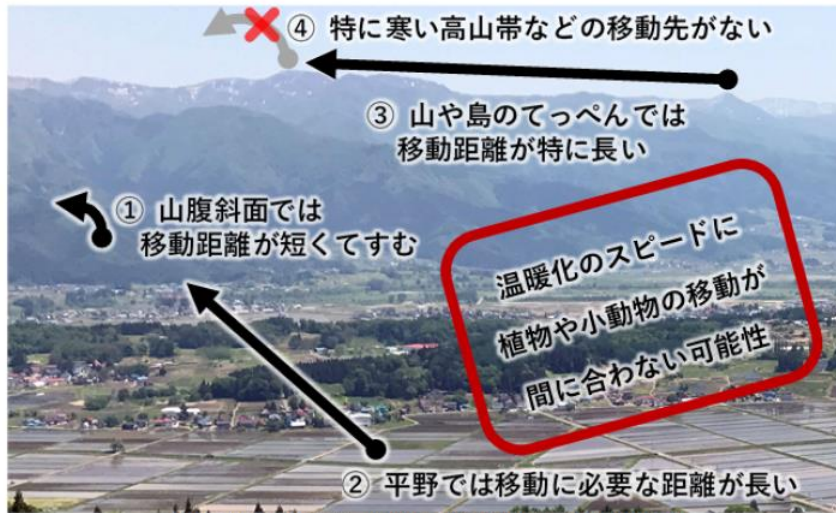 ④ 特に寒い高山帯などの移動先がない
③ 山や島のてっぺんでは
移動距離が特に長い
① 山腹斜面では
移動距離が短くてすむ
温暖化のスピードに
植物や小動物の移動が
間に合わない可能性
② 平野では移動に必要な距離が長い